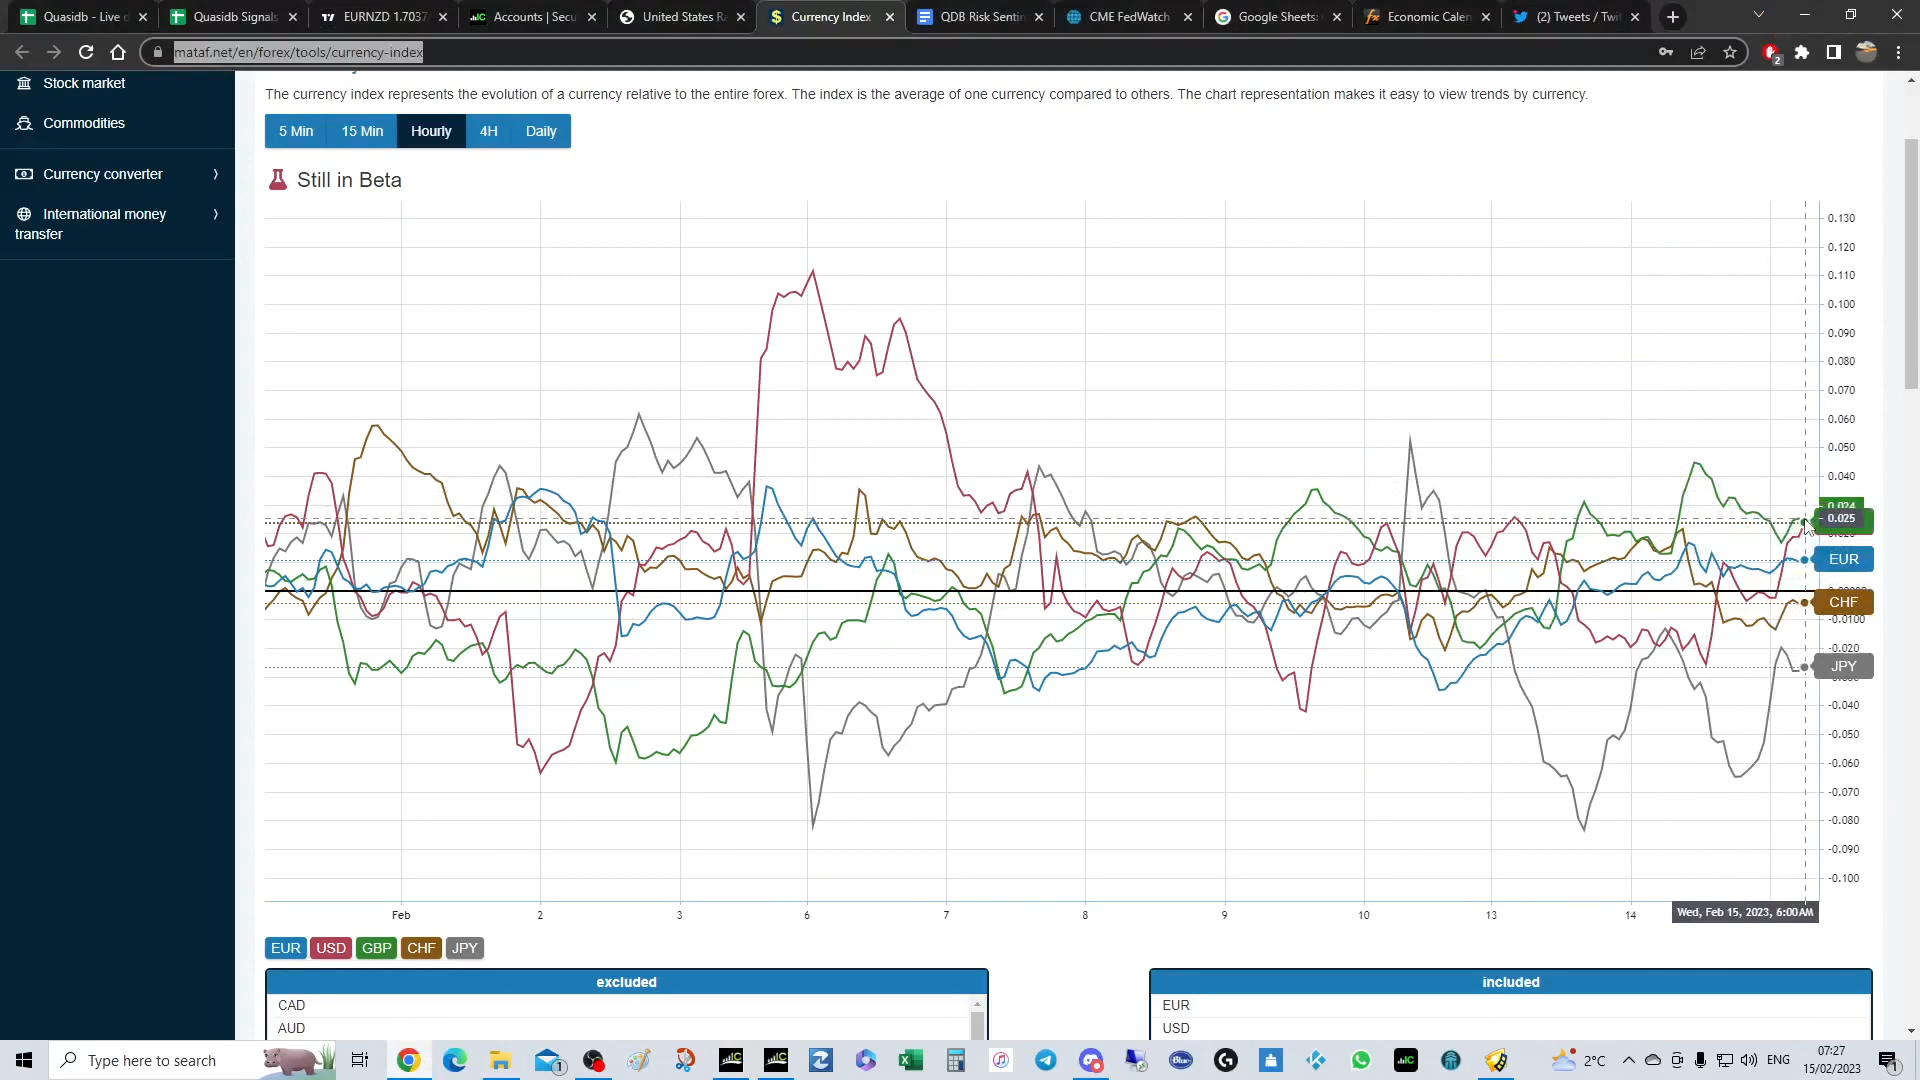 Quasidb - Live d
Quasidb Signals
EURNZD 1.7037
Accounts | Secu
United States Ra
Currency Index
QDB Risk Sentin
CME FedWatch
Google Sheets:
Economic Calen
(2) Tweets / Twit
mataf.net/en/forex/tools/currency-index
2
Stock market
Commodities
Currency converter
International money
transfer
The currency index represents the evolution of a currency relative to the entire forex. The index is the average of one currency compared to others. The chart representation makes it easy to view trends by currency.
5 Min
15 Min
Hourly
4H
Daily
Still in Beta
0.130
0.120
0.110
0.100
0.090
0.080
0.070
0.060
0.050
0.040
0.024
0.025
EUR
CHF
-0.0100
-0.020
JPY
-0.040
-0.050
-0.060
-0.070
-0.080
-0.090
-0.100
Feb
2
3
6
7
8
9
10
13
14
Wed, Feb 15, 2023, 6:00AM
EUR USD GBP CHF JPY
excluded
CAD
AUD
included
EUR
USD
Type here to search
2°C
ENG
07:27
15/02/2023